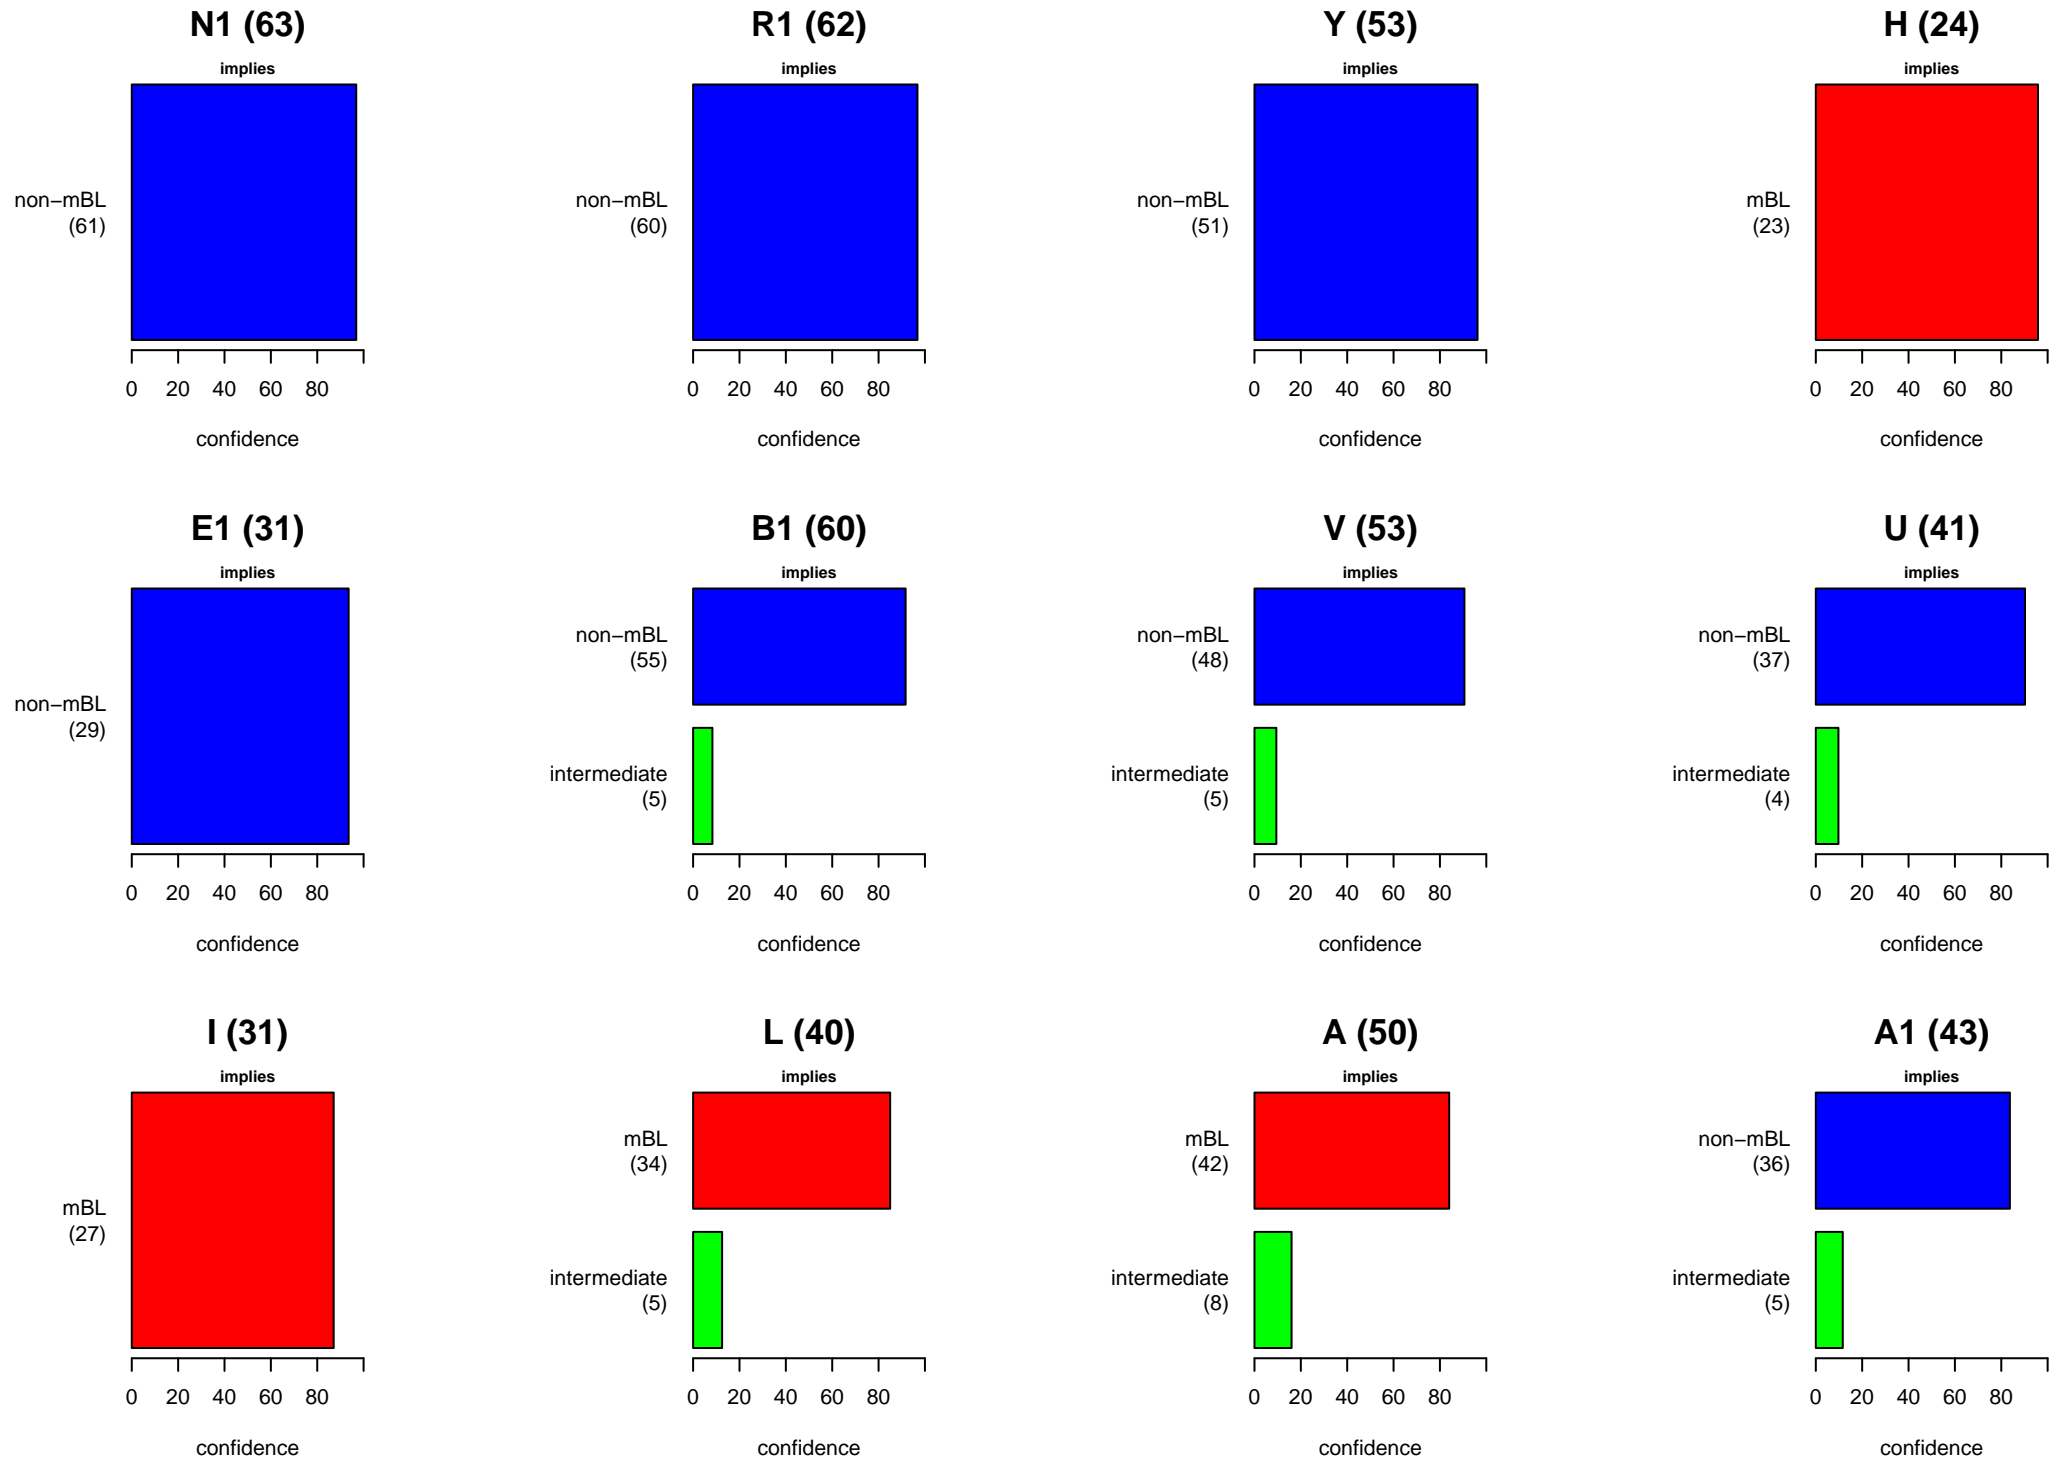 N1 (63)
implies
non−mBL
(61)
0 20 40 60 80
confidence
R1 (62)
implies
non−mBL
(60)
0 20 40 60 80
confidence
Y (53)
implies
non−mBL
(51)
0 20 40 60 80
confidence
H (24)
implies
mBL
(23)
0 20 40 60 80
confidence
E1 (31)
implies
non−mBL
(29)
0 20 40 60 80
confidence
B1 (60)
implies
non−mBL
(55)
intermediate
(5)
0 20 40 60 80
confidence
V (53)
implies
non−mBL
(48)
intermediate
(5)
0 20 40 60 80
confidence
U (41)
implies
non−mBL
(37)
intermediate
(4)
0 20 40 60 80
confidence
I (31)
implies
mBL
(27)
0 20 40 60 80
confidence
L (40)
implies
mBL
(34)
intermediate
(5)
0 20 40 60 80
confidence
A (50)
implies
mBL
(42)
intermediate
(8)
0 20 40 60 80
confidence
A1 (43)
implies
non−mBL
(36)
intermediate
(5)
0 20 40 60 80
confidence